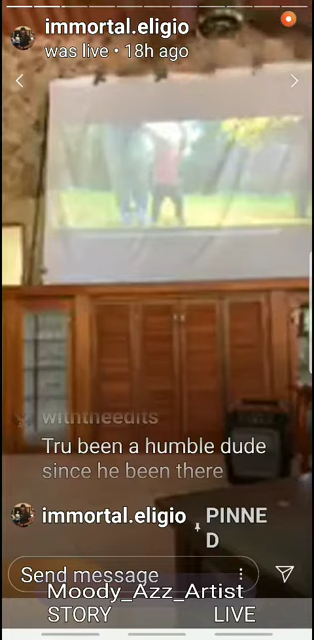 immortal.eligio
was live • 18h ago
withtheedits
Tru been a humble dude
since he been there
immortal.eligio PINNE
D
Send message
Moody_Azz_Artist
STORY LIVE